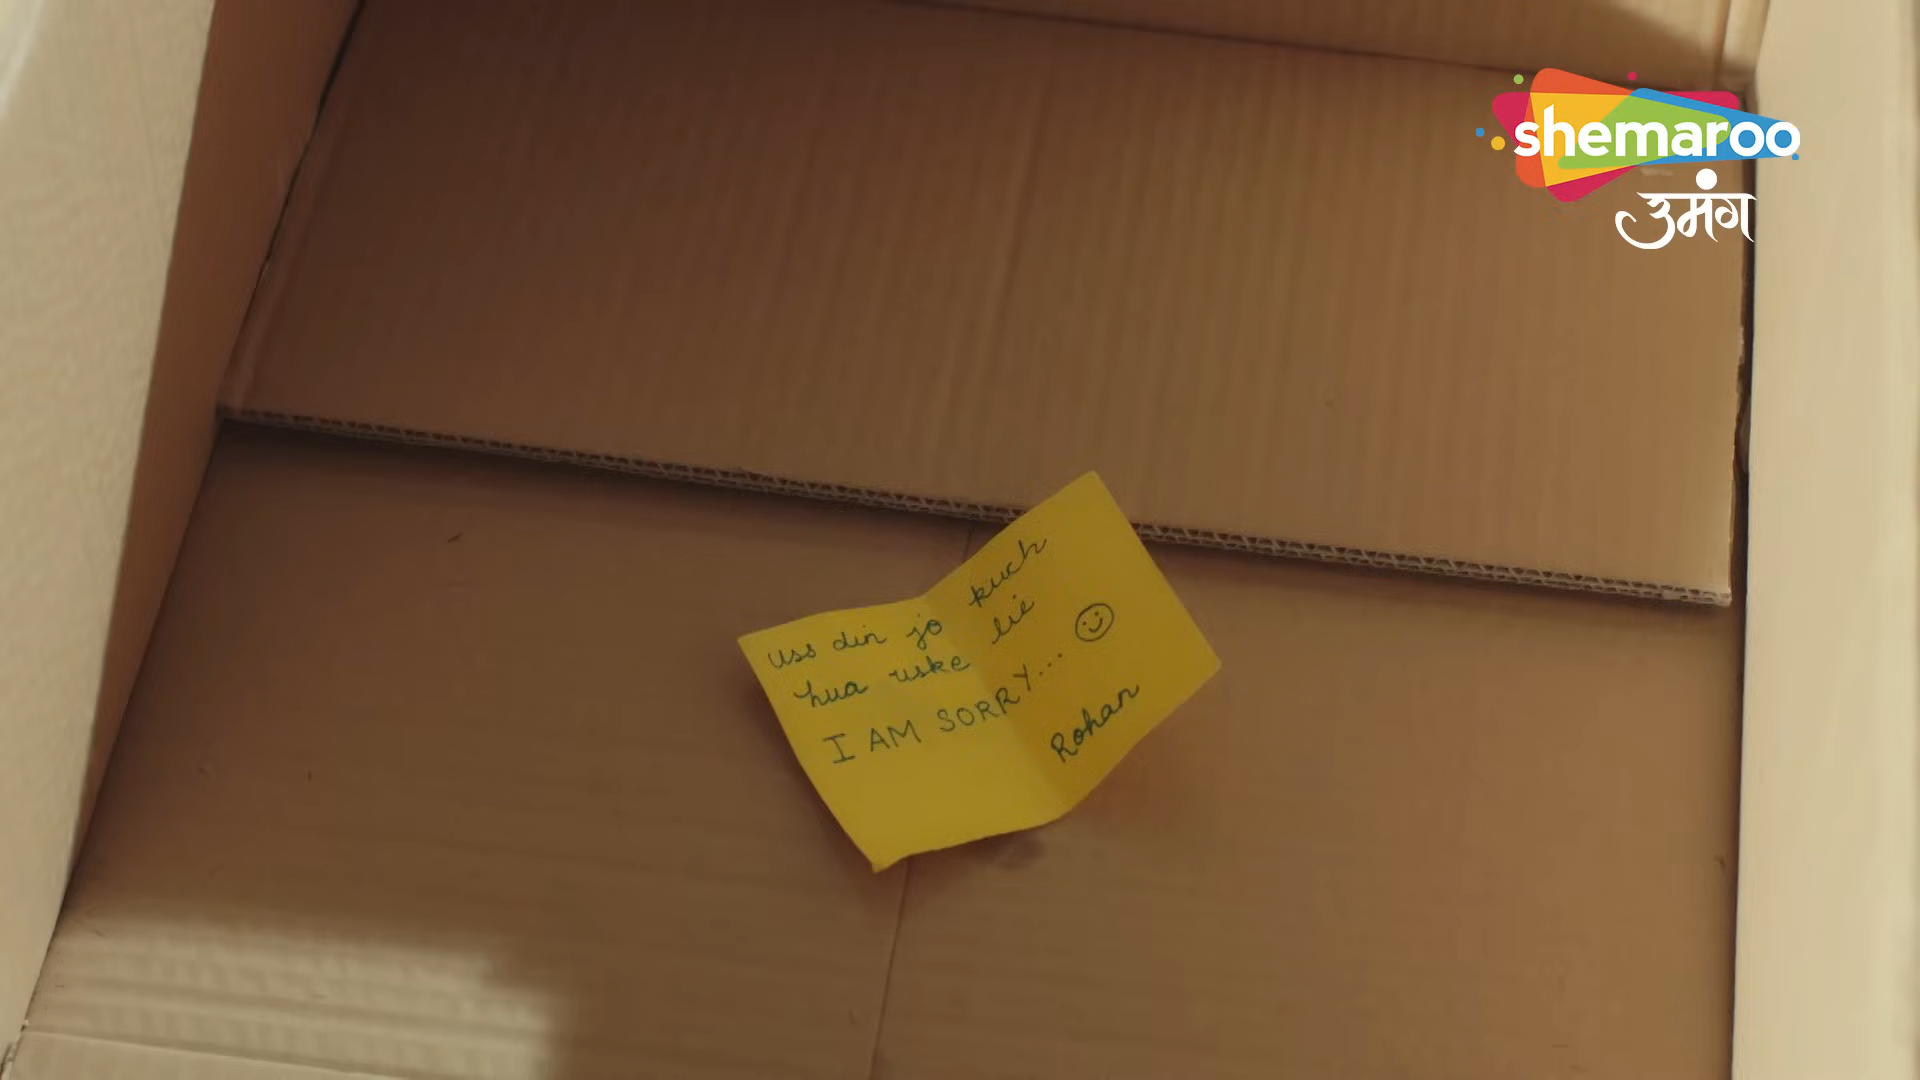 shemaroo
उमंग
uss din jo kuch
hua uske lie
I AM SORRY...
Rohan